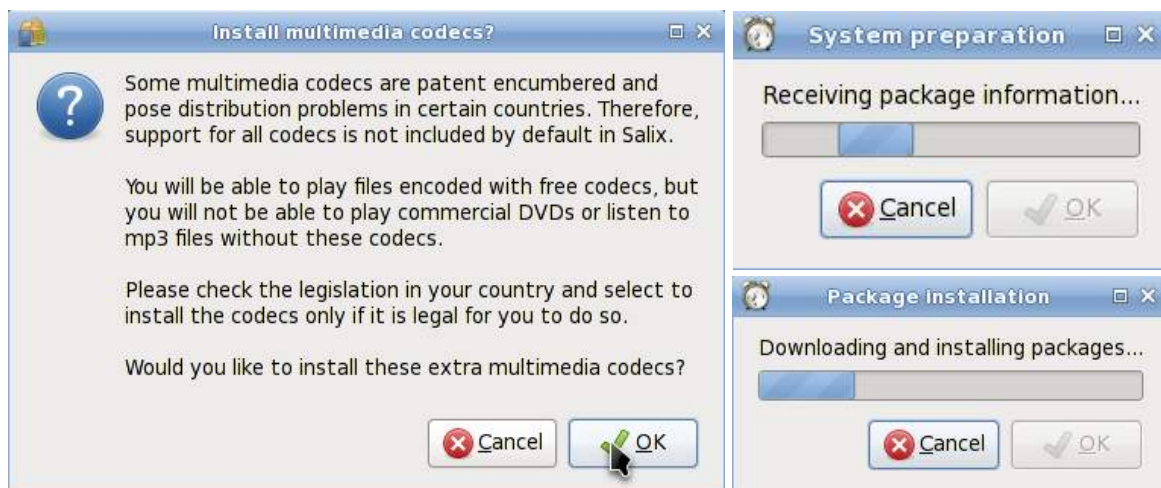 Install multimedia codecs?
Some multimedia codecs are patent encumbered and
pose distribution problems in certain countries. Therefore,
support for all codecs is not included by default in Salix.
You will be able to play files encoded with free codecs, but
you will not be able to play commercial DVDs or listen to
mp3 files without these codecs.
Please check the legislation in your country and select to
install the codecs only if it is legal for you to do so.
Would you like to install these extra multimedia codecs?
Cancel
OK
System preparation
Receiving package information...
Cancel
OK
Package installation
Downloading and installing packages...
Cancel
OK